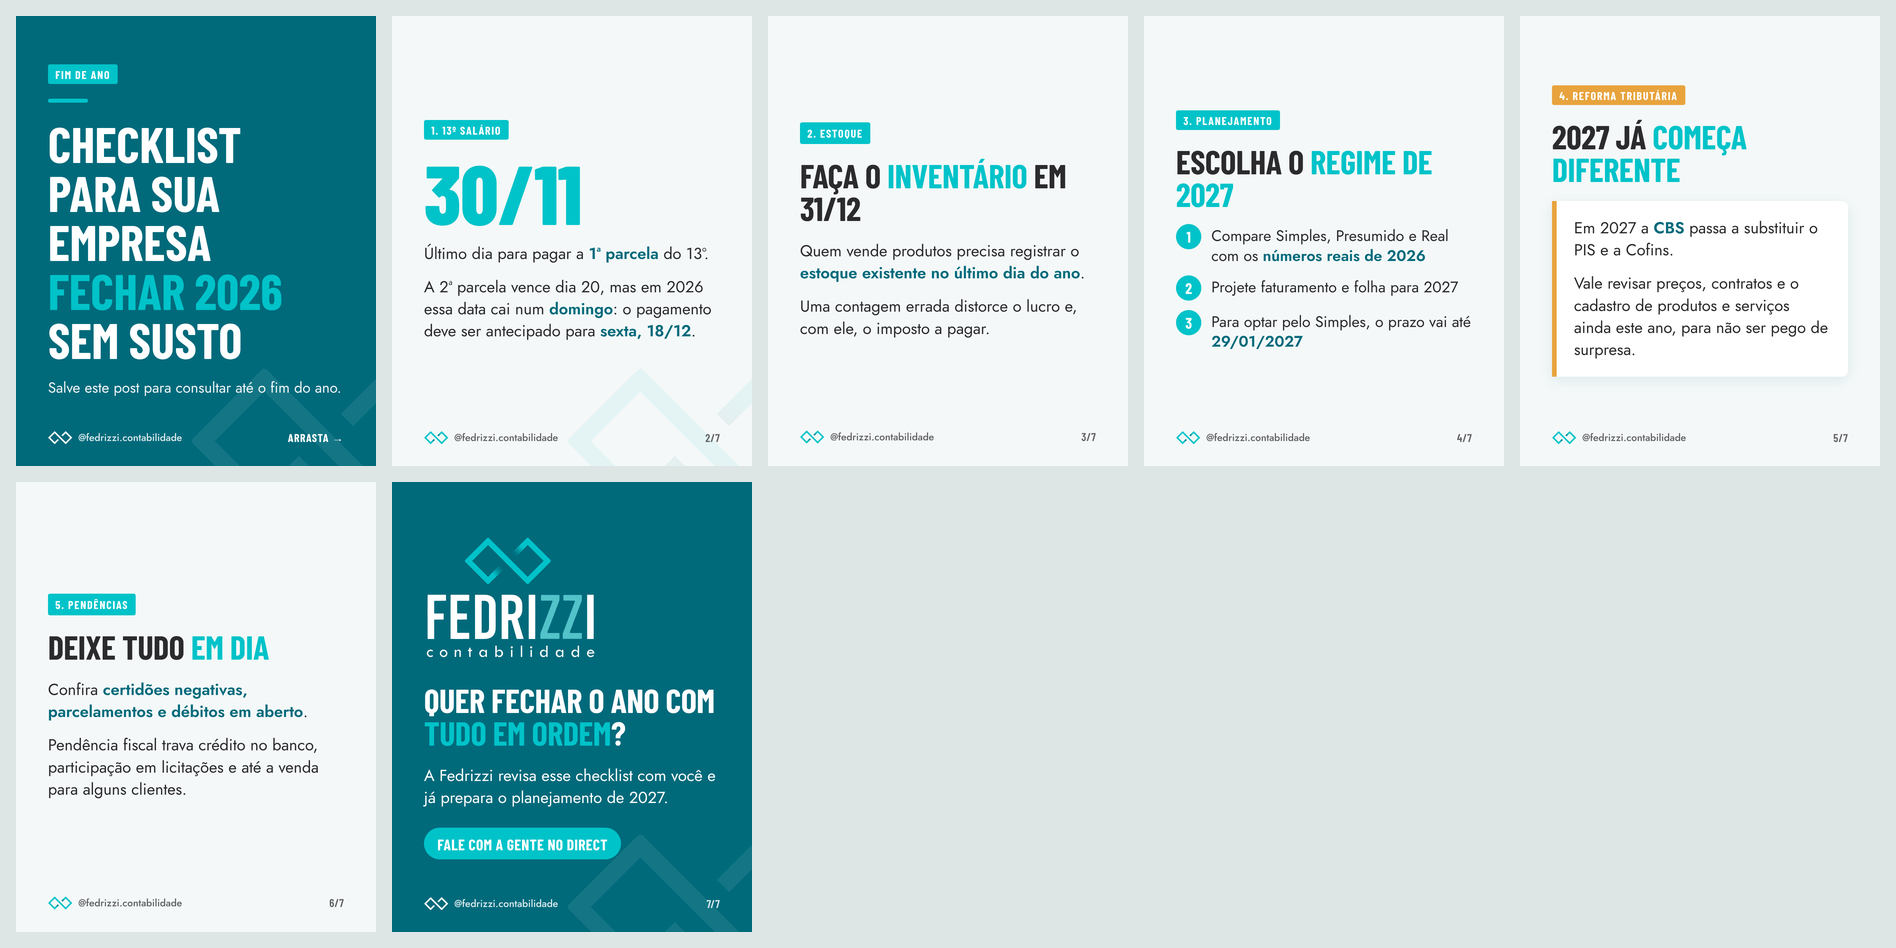 FIM DE ANO
CHECKLIST
PARA SUA
EMPRESA
FECHAR 2026
SEM SUSTO
Salve este post para consultar até o fim do ano.
@fedrizzi.contabilidade
ARRASTA →
1. 13º SALÁRIO
30/11
Último dia para pagar a 1ª parcela do 13º.
A 2ª parcela vence dia 20, mas em 2026
essa data cai num domingo: o pagamento
deve ser antecipado para sexta, 18/12.
@fedrizzi.contabilidade
2/7
2. ESTOQUE
FAÇA O INVENTÁRIO EM
31/12
Quem vende produtos precisa registrar o
estoque existente no último dia do ano.
Uma contagem errada distorce o lucro e,
com ele, o imposto a pagar.
@fedrizzi.contabilidade
3/7
3. PLANEJAMENTO
ESCOLHA O REGIME DE
2027
1 Compare Simples, Presumido e Real
com os números reais de 2026
2 Projete faturamento e folha para 2027
3 Para optar pelo Simples, o prazo vai até
29/01/2027
@fedrizzi.contabilidade
4/7
4. REFORMA TRIBUTÁRIA
2027 JÁ COMEÇA
DIFERENTE
Em 2027 a CBS passa a substituir o
PIS e a Cofins.
Vale revisar preços, contratos e o
cadastro de produtos e serviços
ainda este ano, para não ser pego de
surpresa.
@fedrizzi.contabilidade
5/7
5. PENDÊNCIAS
DEIXE TUDO EM DIA
Confira certidões negativas,
parcelamentos e débitos em aberto.
Pendência fiscal trava crédito no banco,
participação em licitações e até a venda
para alguns clientes.
@fedrizzi.contabilidade
6/7
FEDRIZZI
contabilidade
QUER FECHAR O ANO COM
TUDO EM ORDEM?
A Fedrizzi revisa esse checklist com você e
já prepara o planejamento de 2027.
FALE COM A GENTE NO DIRECT
@fedrizzi.contabilidade
7/7